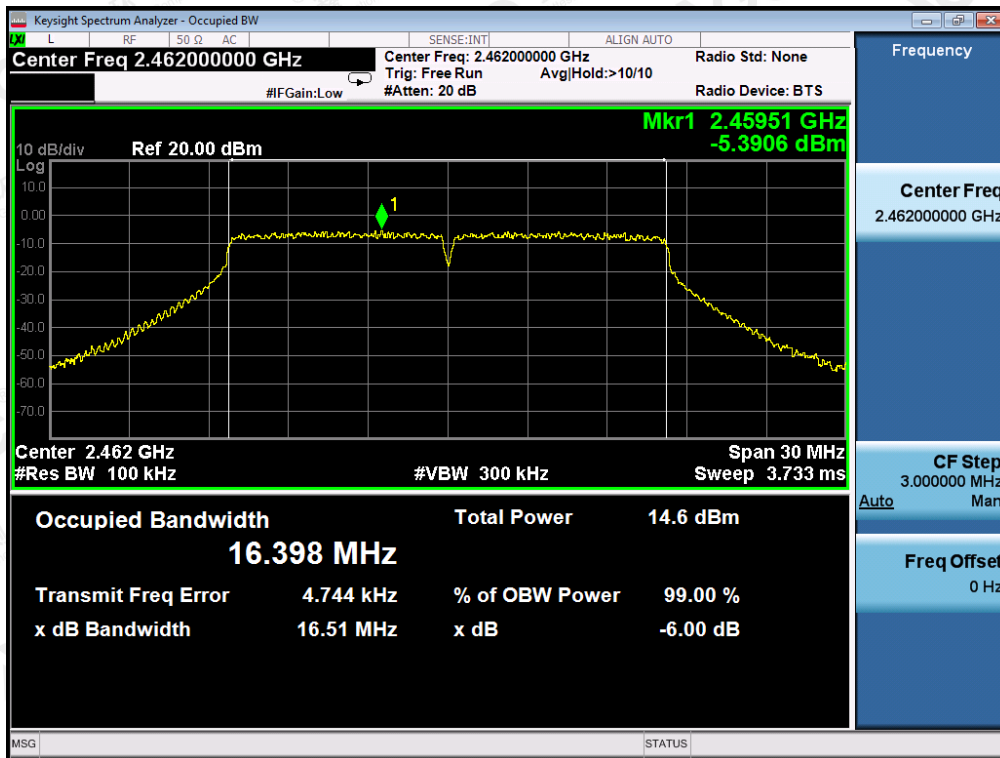 Keysight Spectrum Analyzer - Occupied BW
LXI L RF 50 Ω AC SENSE:INT ALIGN AUTO
Center Freq 2.462000000 GHz
#IFGain:Low
Center Freq: 2.462000000 GHz
Trig: Free Run Avg|Hold:>10/10
#Atten: 20 dB
Radio Std: None
Radio Device: BTS
Mkr1 2.45951 GHz
-5.3906 dBm
10 dB/div Ref 20.00 dBm
Log
10.0
0.00
-10.0
-20.0
-30.0
-40.0
-50.0
-60.0
-70.0
1
Center 2.462 GHz Span 30 MHz
#Res BW 100 kHz #VBW 300 kHz Sweep 3.733 ms
Occupied Bandwidth Total Power 14.6 dBm
16.398 MHz
Transmit Freq Error 4.744 kHz % of OBW Power 99.00 %
x dB Bandwidth 16.51 MHz x dB -6.00 dB
MSG STATUS
Frequency
Center Freq
2.462000000 GHz
CF Step
3.000000 MHz
Auto Man
Freq Offset
0 Hz